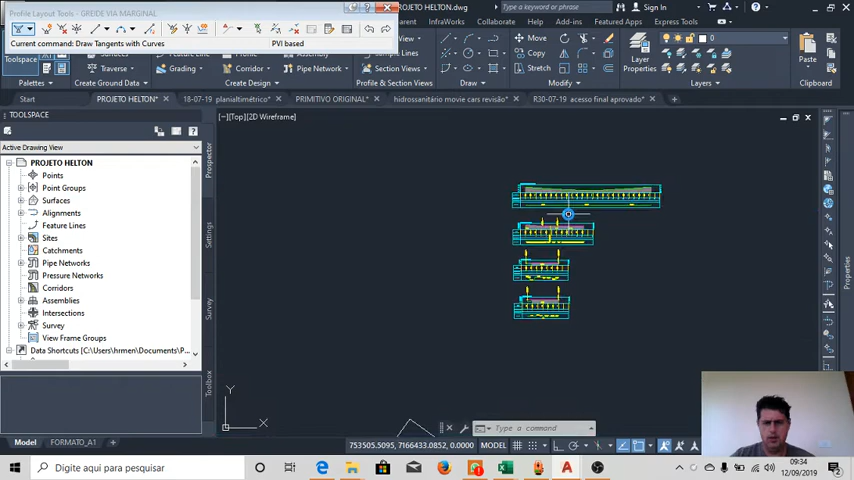 Profile Layout Tools - GREIDE VIA MARGINAL
PROJETO HELTON.dwg
Type a keyword or phrase
Sign In
Current command: Draw Tangents with Curves
PVI based
InfraWorks
Collaborate
Add-ins
Featured Apps
Express Tools
Toolspace
Traverse
Grading
Corridor
Pipe Network
Section Views
Move
Copy
Stretch
Layer
Properties
0
Paste
Palettes
Create Ground Data
Profile & Section Views
Draw
Modify
Layers
Clipboard
Start
PROJETO HELTON*
18-07-19 planialtimétrico*
PRIMITIVO ORIGINAL*
hidrossanitário movie cars revisão*
R30-07-19 acesso final aprovado*
TOOLSPACE
[−][Top][2D Wireframe]
Active Drawing View
PROJETO HELTON
Points
Point Groups
Surfaces
Alignments
Feature Lines
Sites
Catchments
Pipe Networks
Pressure Networks
Corridors
Assemblies
Intersections
Survey
View Frame Groups
Data Shortcuts [C:\Users\hrmen\Documents\P...
Prospector
Settings
Survey
Toolbox
Properties
Y
X
Type a command
Model
FORMATO_A1
753505.5095, 7166433.0852, 0.0000
MODEL
Digite aqui para pesquisar
09:34
12/09/2019